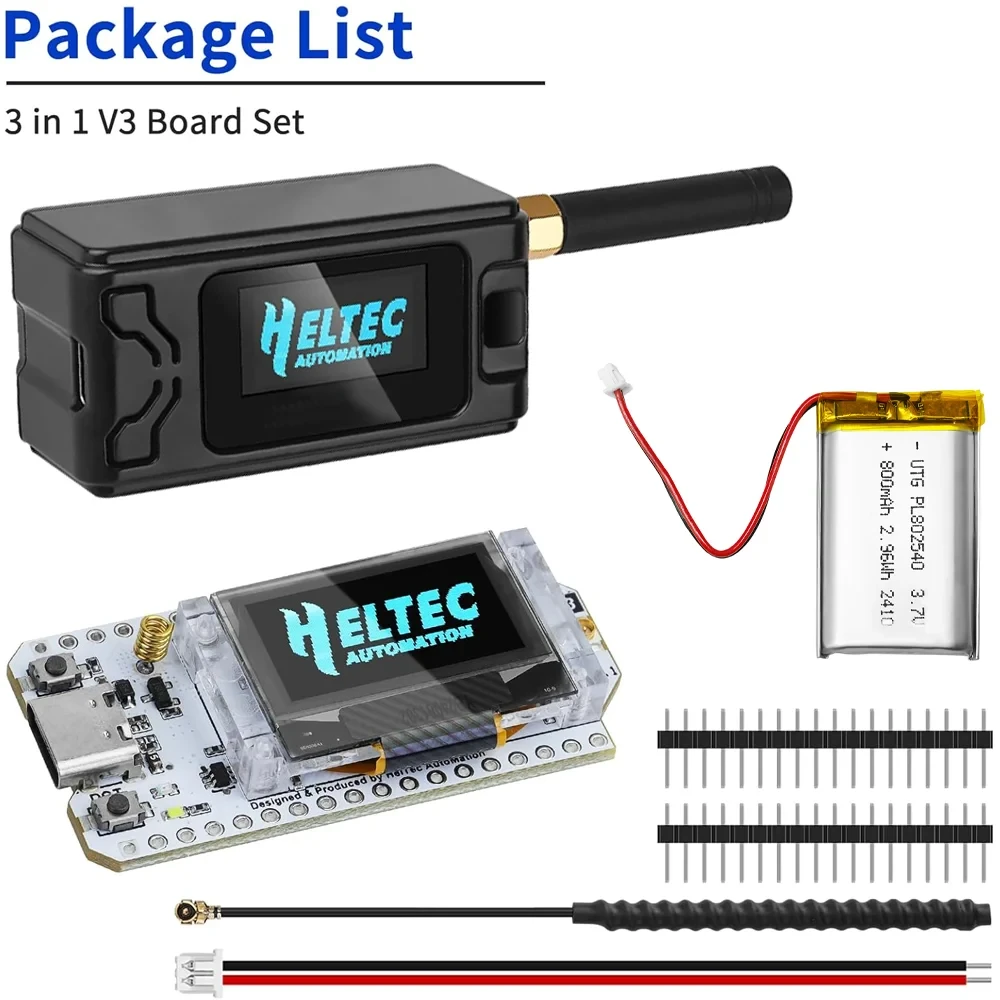 Package List
3 in 1 V3 Board Set
HELTEC
AUTOMATION
- UTG PL802540 3.7V
+ 800mAh 2.96Wh 2410
HELTEC
AUTOMATION
Designed & Produced by Heltec Automation